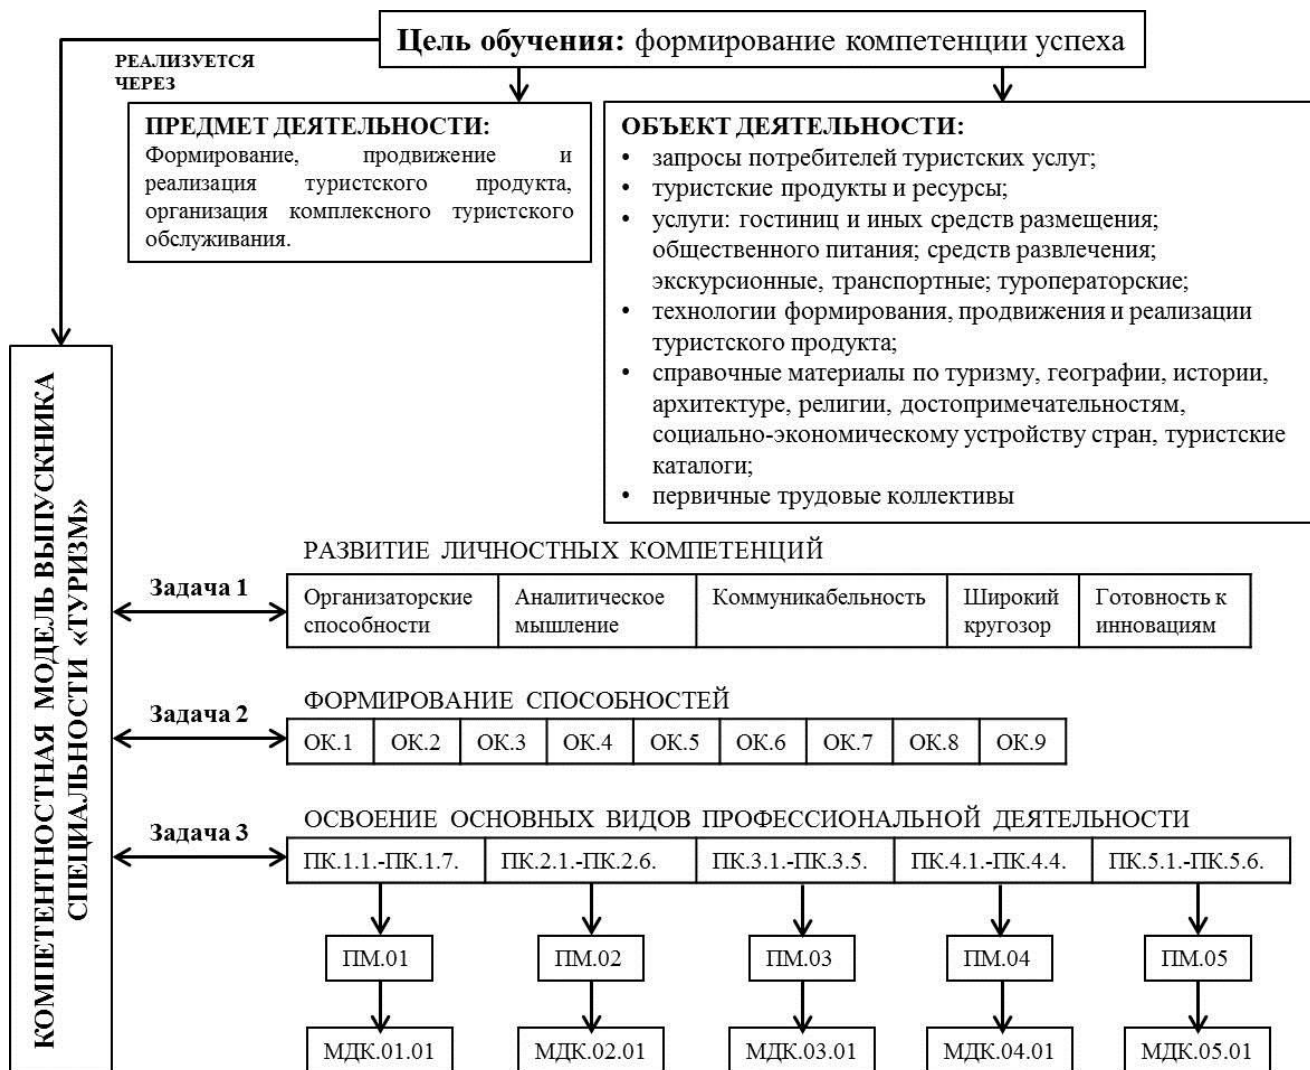 Цель обучения: формирование компетенции успеха
РЕАЛИЗУЕТСЯ
ЧЕРЕЗ
ПРЕДМЕТ ДЕЯТЕЛЬНОСТИ:
Формирование, продвижение и
реализация туристского продукта,
организация комплексного туристского
обслуживания.
ОБЪЕКТ ДЕЯТЕЛЬНОСТИ:
• запросы потребителей туристских услуг;
• туристские продукты и ресурсы;
• услуги: гостиниц и иных средств размещения;
общественного питания; средств развлечения;
экскурсионные, транспортные; туроператорские;
• технологии формирования, продвижения и реализации
туристского продукта;
• справочные материалы по туризму, географии, истории,
архитектуре, религии, достопримечательностям,
социально-экономическому устройству стран, туристские
каталоги;
• первичные трудовые коллективы
КОМПЕТЕНТНОСТНАЯ МОДЕЛЬ ВЫПУСКНИКА
СПЕЦИАЛЬНОСТИ «ТУРИЗМ»
РАЗВИТИЕ ЛИЧНОСТНЫХ КОМПЕТЕНЦИЙ
Задача 1
Организаторские
способности
Аналитическое
мышление
Коммуникабельность
Широкий
кругозор
Готовность к
инновациям
ФОРМИРОВАНИЕ СПОСОБНОСТЕЙ
Задача 2
ОК.1 ОК.2 ОК.3 ОК.4 ОК.5 ОК.6 ОК.7 ОК.8 ОК.9
ОСВОЕНИЕ ОСНОВНЫХ ВИДОВ ПРОФЕССИОНАЛЬНОЙ ДЕЯТЕЛЬНОСТИ
Задача 3
ПК.1.1.-ПК.1.7. ПК.2.1.-ПК.2.6. ПК.3.1.-ПК.3.5. ПК.4.1.-ПК.4.4. ПК.5.1.-ПК.5.6.
ПМ.01 ПМ.02 ПМ.03 ПМ.04 ПМ.05
МДК.01.01 МДК.02.01 МДК.03.01 МДК.04.01 МДК.05.01